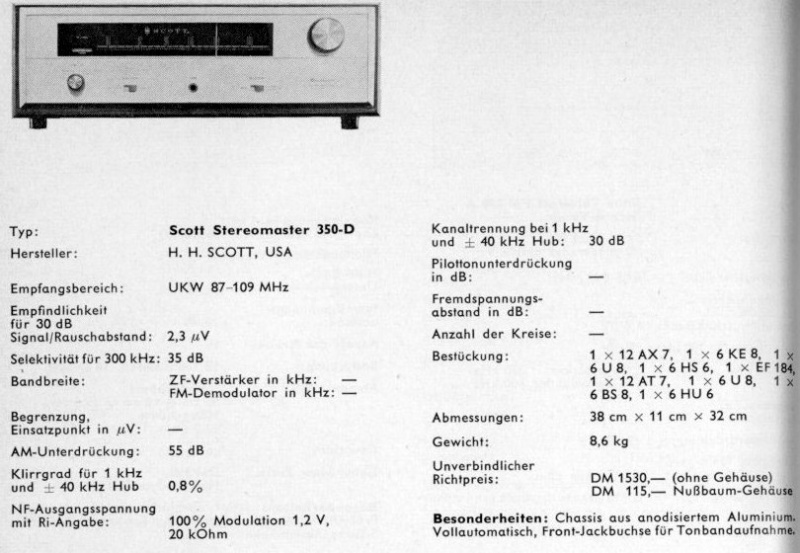 SCOTT
Typ: Scott Stereomaster 350-D
Hersteller: H. H. SCOTT, USA
Empfangsbereich: UKW 87–109 MHz
Empfindlichkeit
für 30 dB
Signal/Rauschabstand: 2,3 μV
Selektivität für 300 kHz: 35 dB
Bandbreite: ZF-Verstärker in kHz: —
FM-Demodulator in kHz: —
Begrenzung,
Einsatzpunkt in μV: —
AM-Unterdrückung: 55 dB
Klirrgrad für 1 kHz
und ± 40 kHz Hub 0,8%
NF-Ausgangsspannung
mit Ri-Angabe: 100% Modulation 1,2 V,
20 kOhm
Kanaltrennung bei 1 kHz
und ± 40 kHz Hub: 30 dB
Pilottonunterdrückung
in dB: —
Fremdspannungs-
abstand in dB: —
Anzahl der Kreise: —
Bestückung: 1 × 12 AX 7, 1 × 6 KE 8, 1 ×
6 U 8, 1 × 6 HS 6, 1 × EF 184,
1 × 12 AT 7, 1 × 6 U 8, 1 ×
6 BS 8, 1 × 6 HU 6
Abmessungen: 38 cm × 11 cm × 32 cm
Gewicht: 8,6 kg
Unverbindlicher
Richtpreis: DM 1530,— (ohne Gehäuse)
DM 115,— Nußbaum-Gehäuse
Besonderheiten: Chassis aus anodisiertem Aluminium.
Vollautomatisch, Front-Jackbuchse für Tonbandaufnahme.